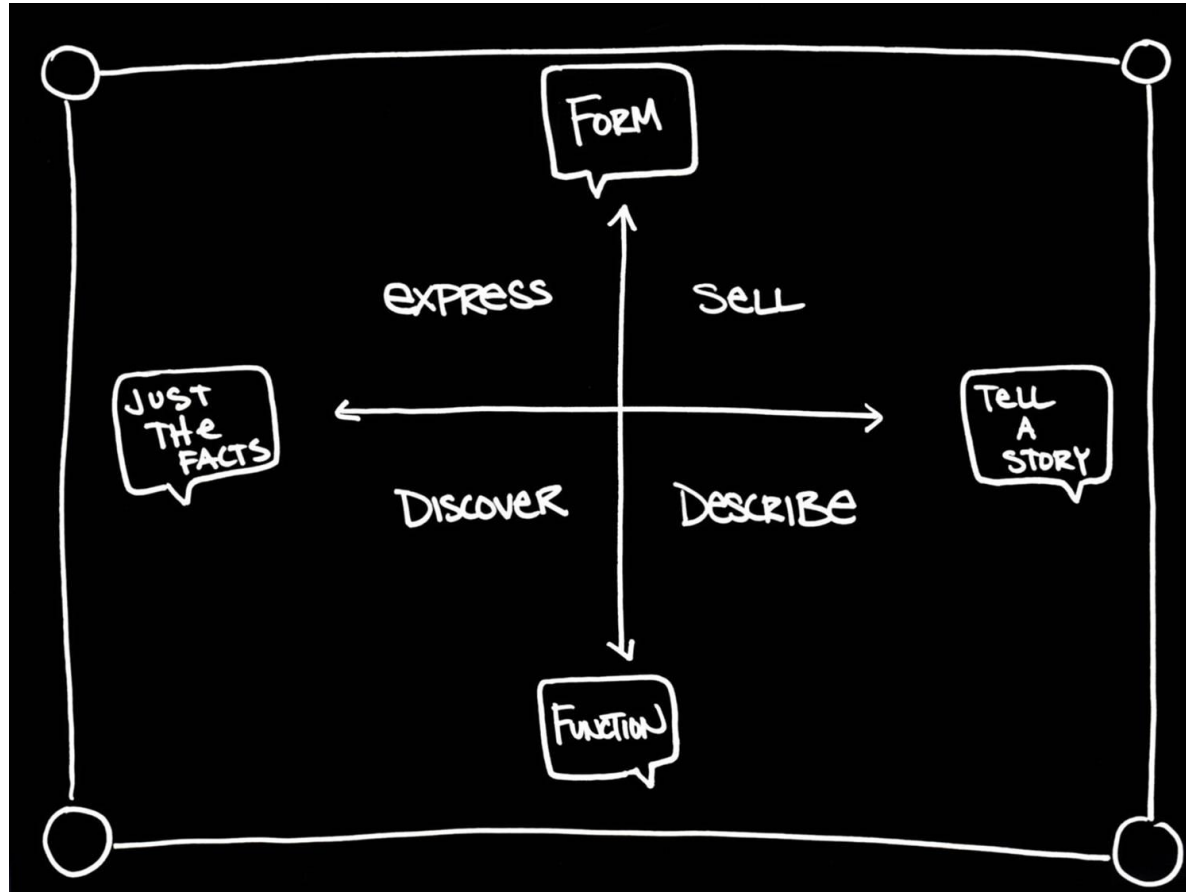 FORM
express SeLL
JUST
THe
FACTS
TeLL
A
STORY
DISCOVeR DesCRIBE
FUNCTION